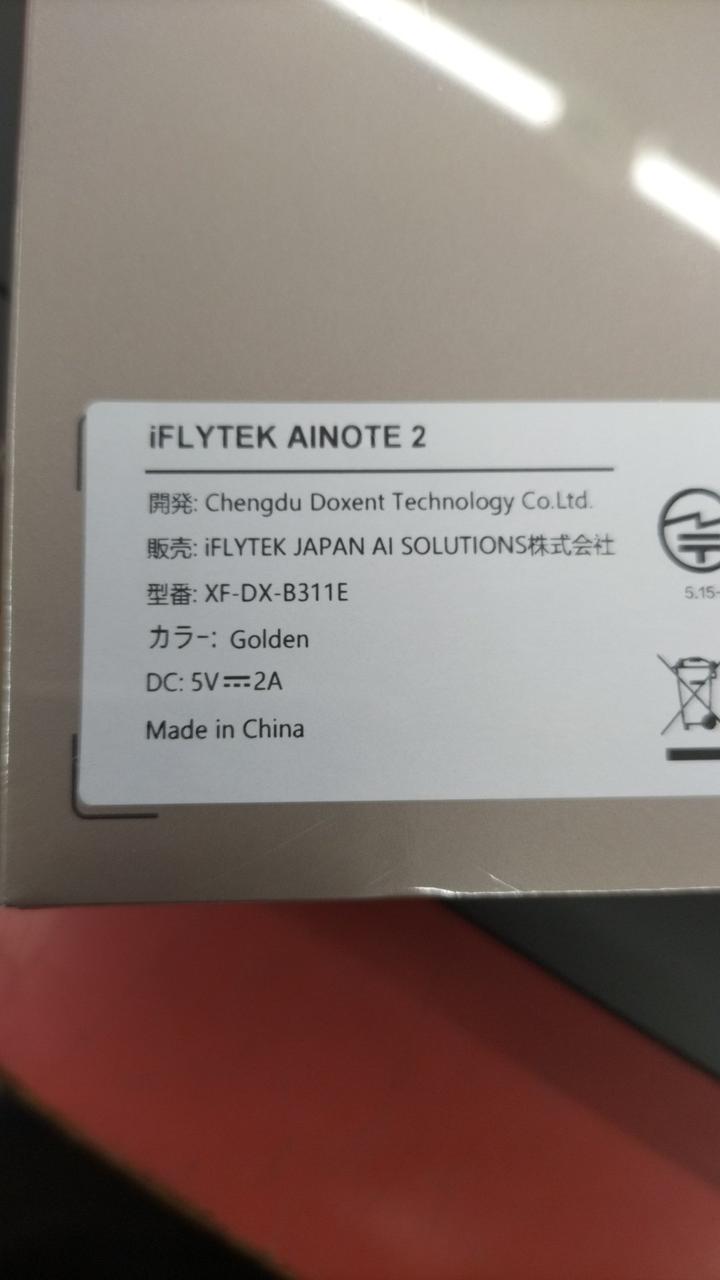 iFLYTEK AINOTE 2
開発: Chengdu Doxent Technology Co.Ltd.
販売: iFLYTEK JAPAN AI SOLUTIONS株式会社
型番: XF-DX-B311E
カラー: Golden
DC: 5V⎓2A
Made in China
5.15-